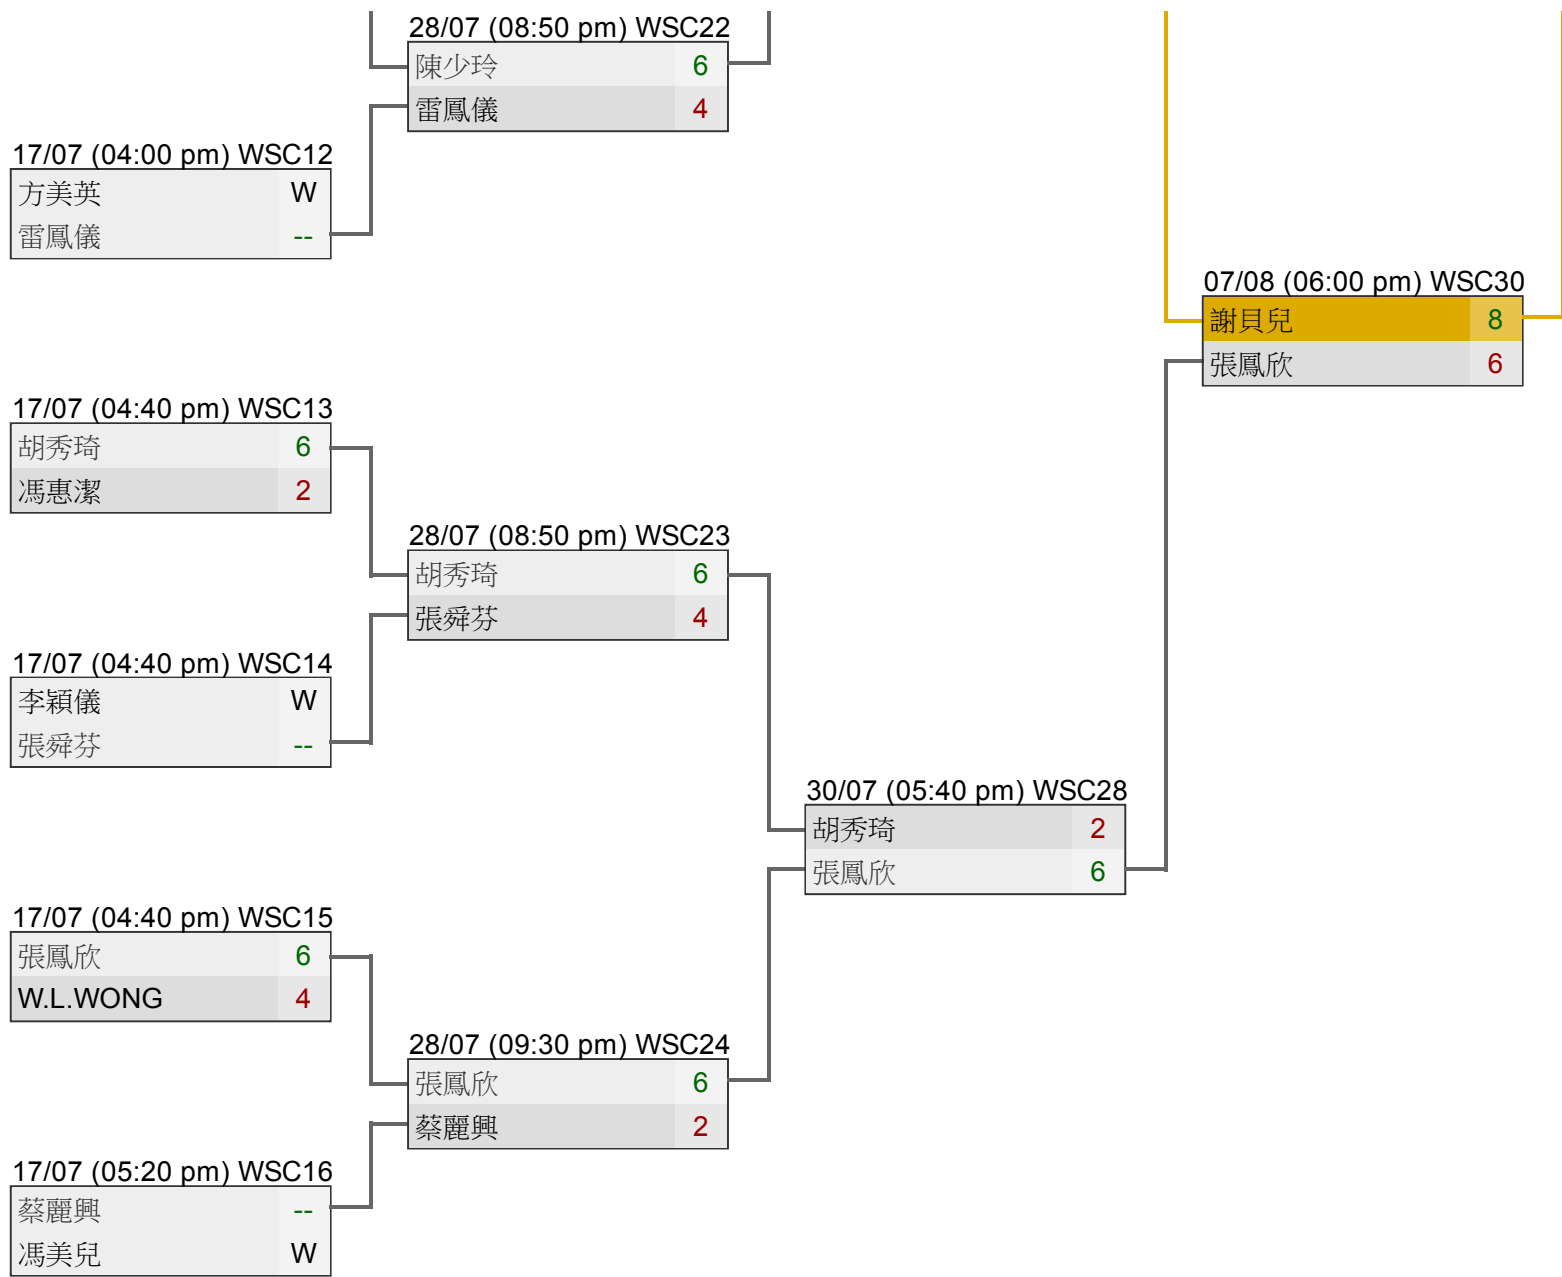 28/07 (08:50 pm) WSC22
陳少玲 6
雷鳳儀 4
17/07 (04:00 pm) WSC12
方美英 W
雷鳳儀 --
07/08 (06:00 pm) WSC30
謝貝兒 8
張鳳欣 6
17/07 (04:40 pm) WSC13
胡秀琦 6
馮惠潔 2
28/07 (08:50 pm) WSC23
胡秀琦 6
張舜芬 4
17/07 (04:40 pm) WSC14
李穎儀 W
張舜芬 --
30/07 (05:40 pm) WSC28
胡秀琦 2
張鳳欣 6
17/07 (04:40 pm) WSC15
張鳳欣 6
W.L.WONG 4
28/07 (09:30 pm) WSC24
張鳳欣 6
蔡麗興 2
17/07 (05:20 pm) WSC16
蔡麗興 --
馮美兒 W